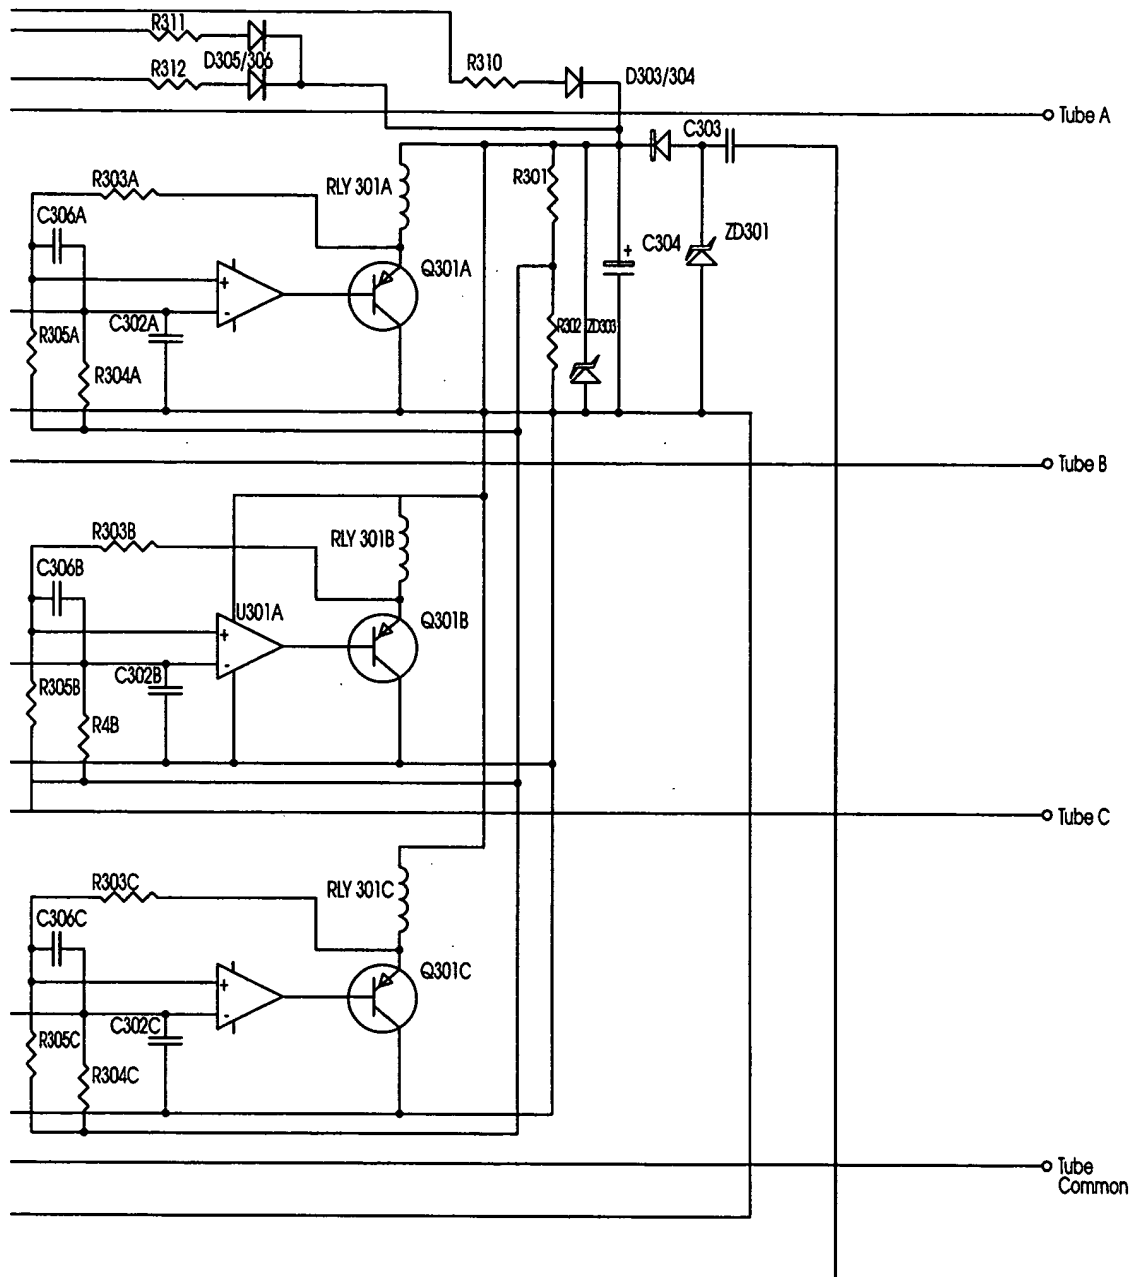 R311
D305/306
R312
R310
D303/304
Tube A
C303
R303A
RLY 301A
R301
C306A
C304
ZD301
+
Q301A
+
-
C302A
R305A
R302
ZD303
R304A
Tube B
R303B
RLY 301B
C306B
U301A
Q301B
+
-
C302B
R305B
R4B
Tube C
R303C
RLY 301C
C306C
Q301C
+
-
C302C
R305C
R304C
Tube
Common